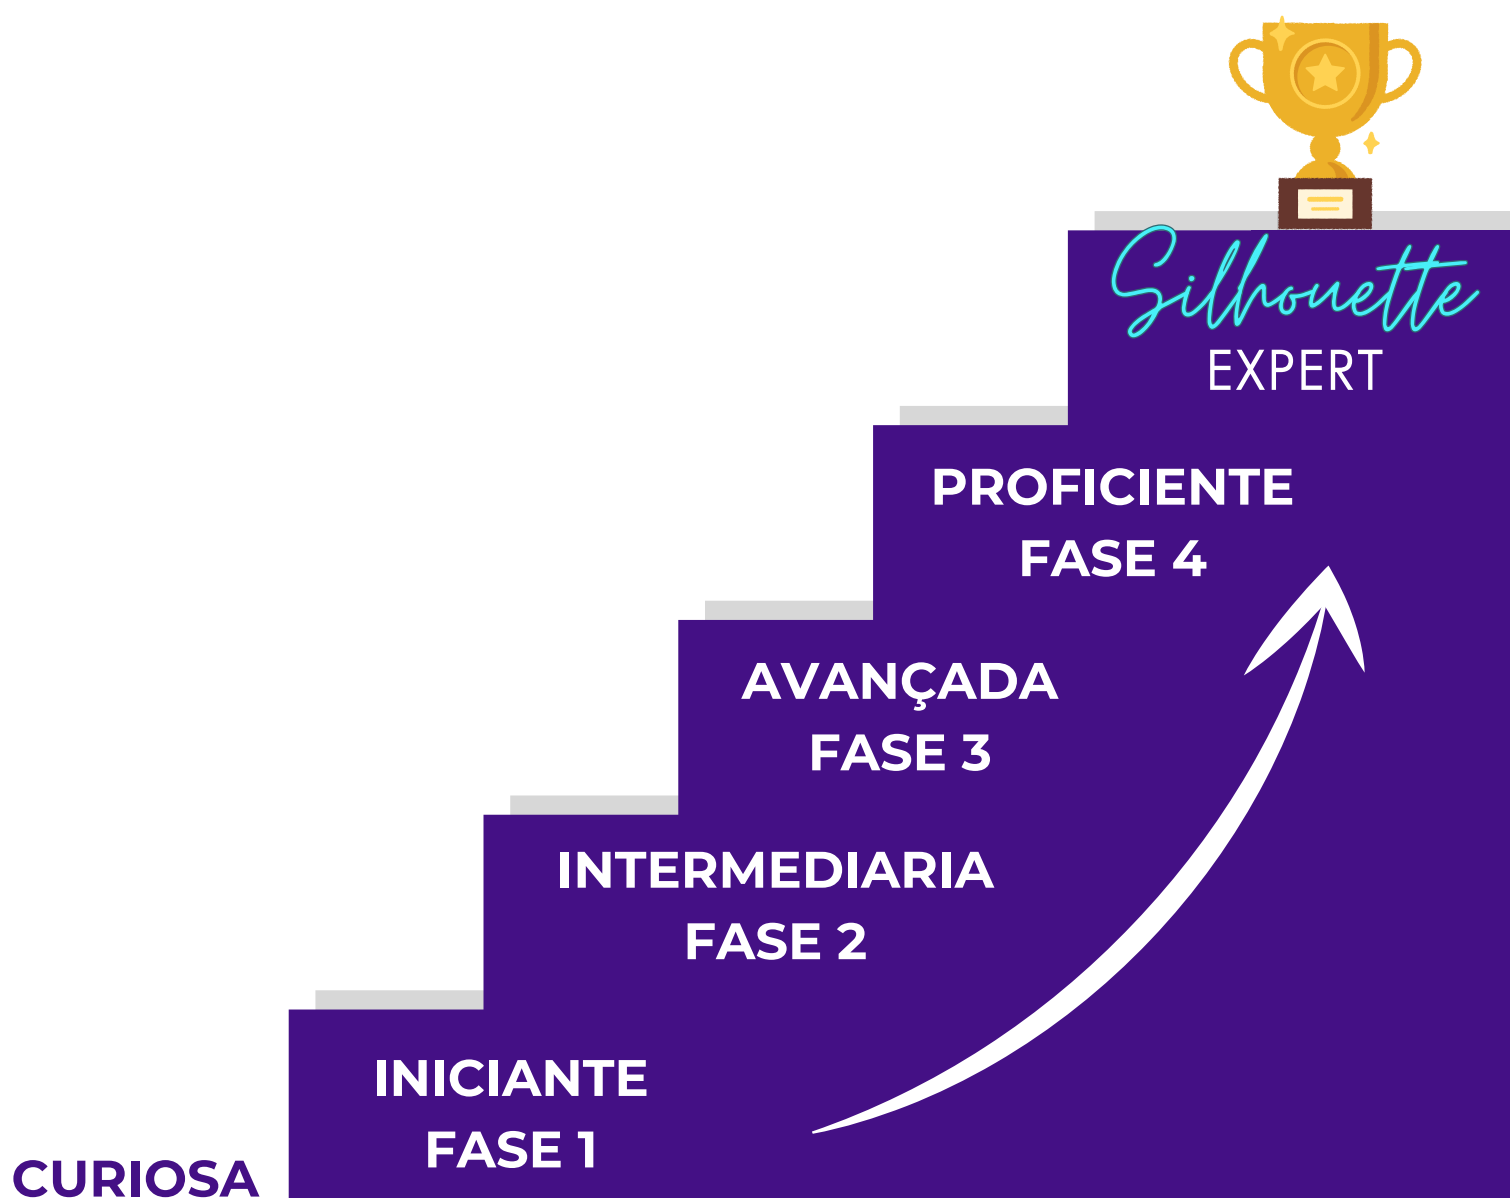 Silhouette
EXPERT
PROFICIENTE
FASE 4
AVANÇADA
FASE 3
INTERMEDIARIA
FASE 2
INICIANTE
FASE 1
CURIOSA